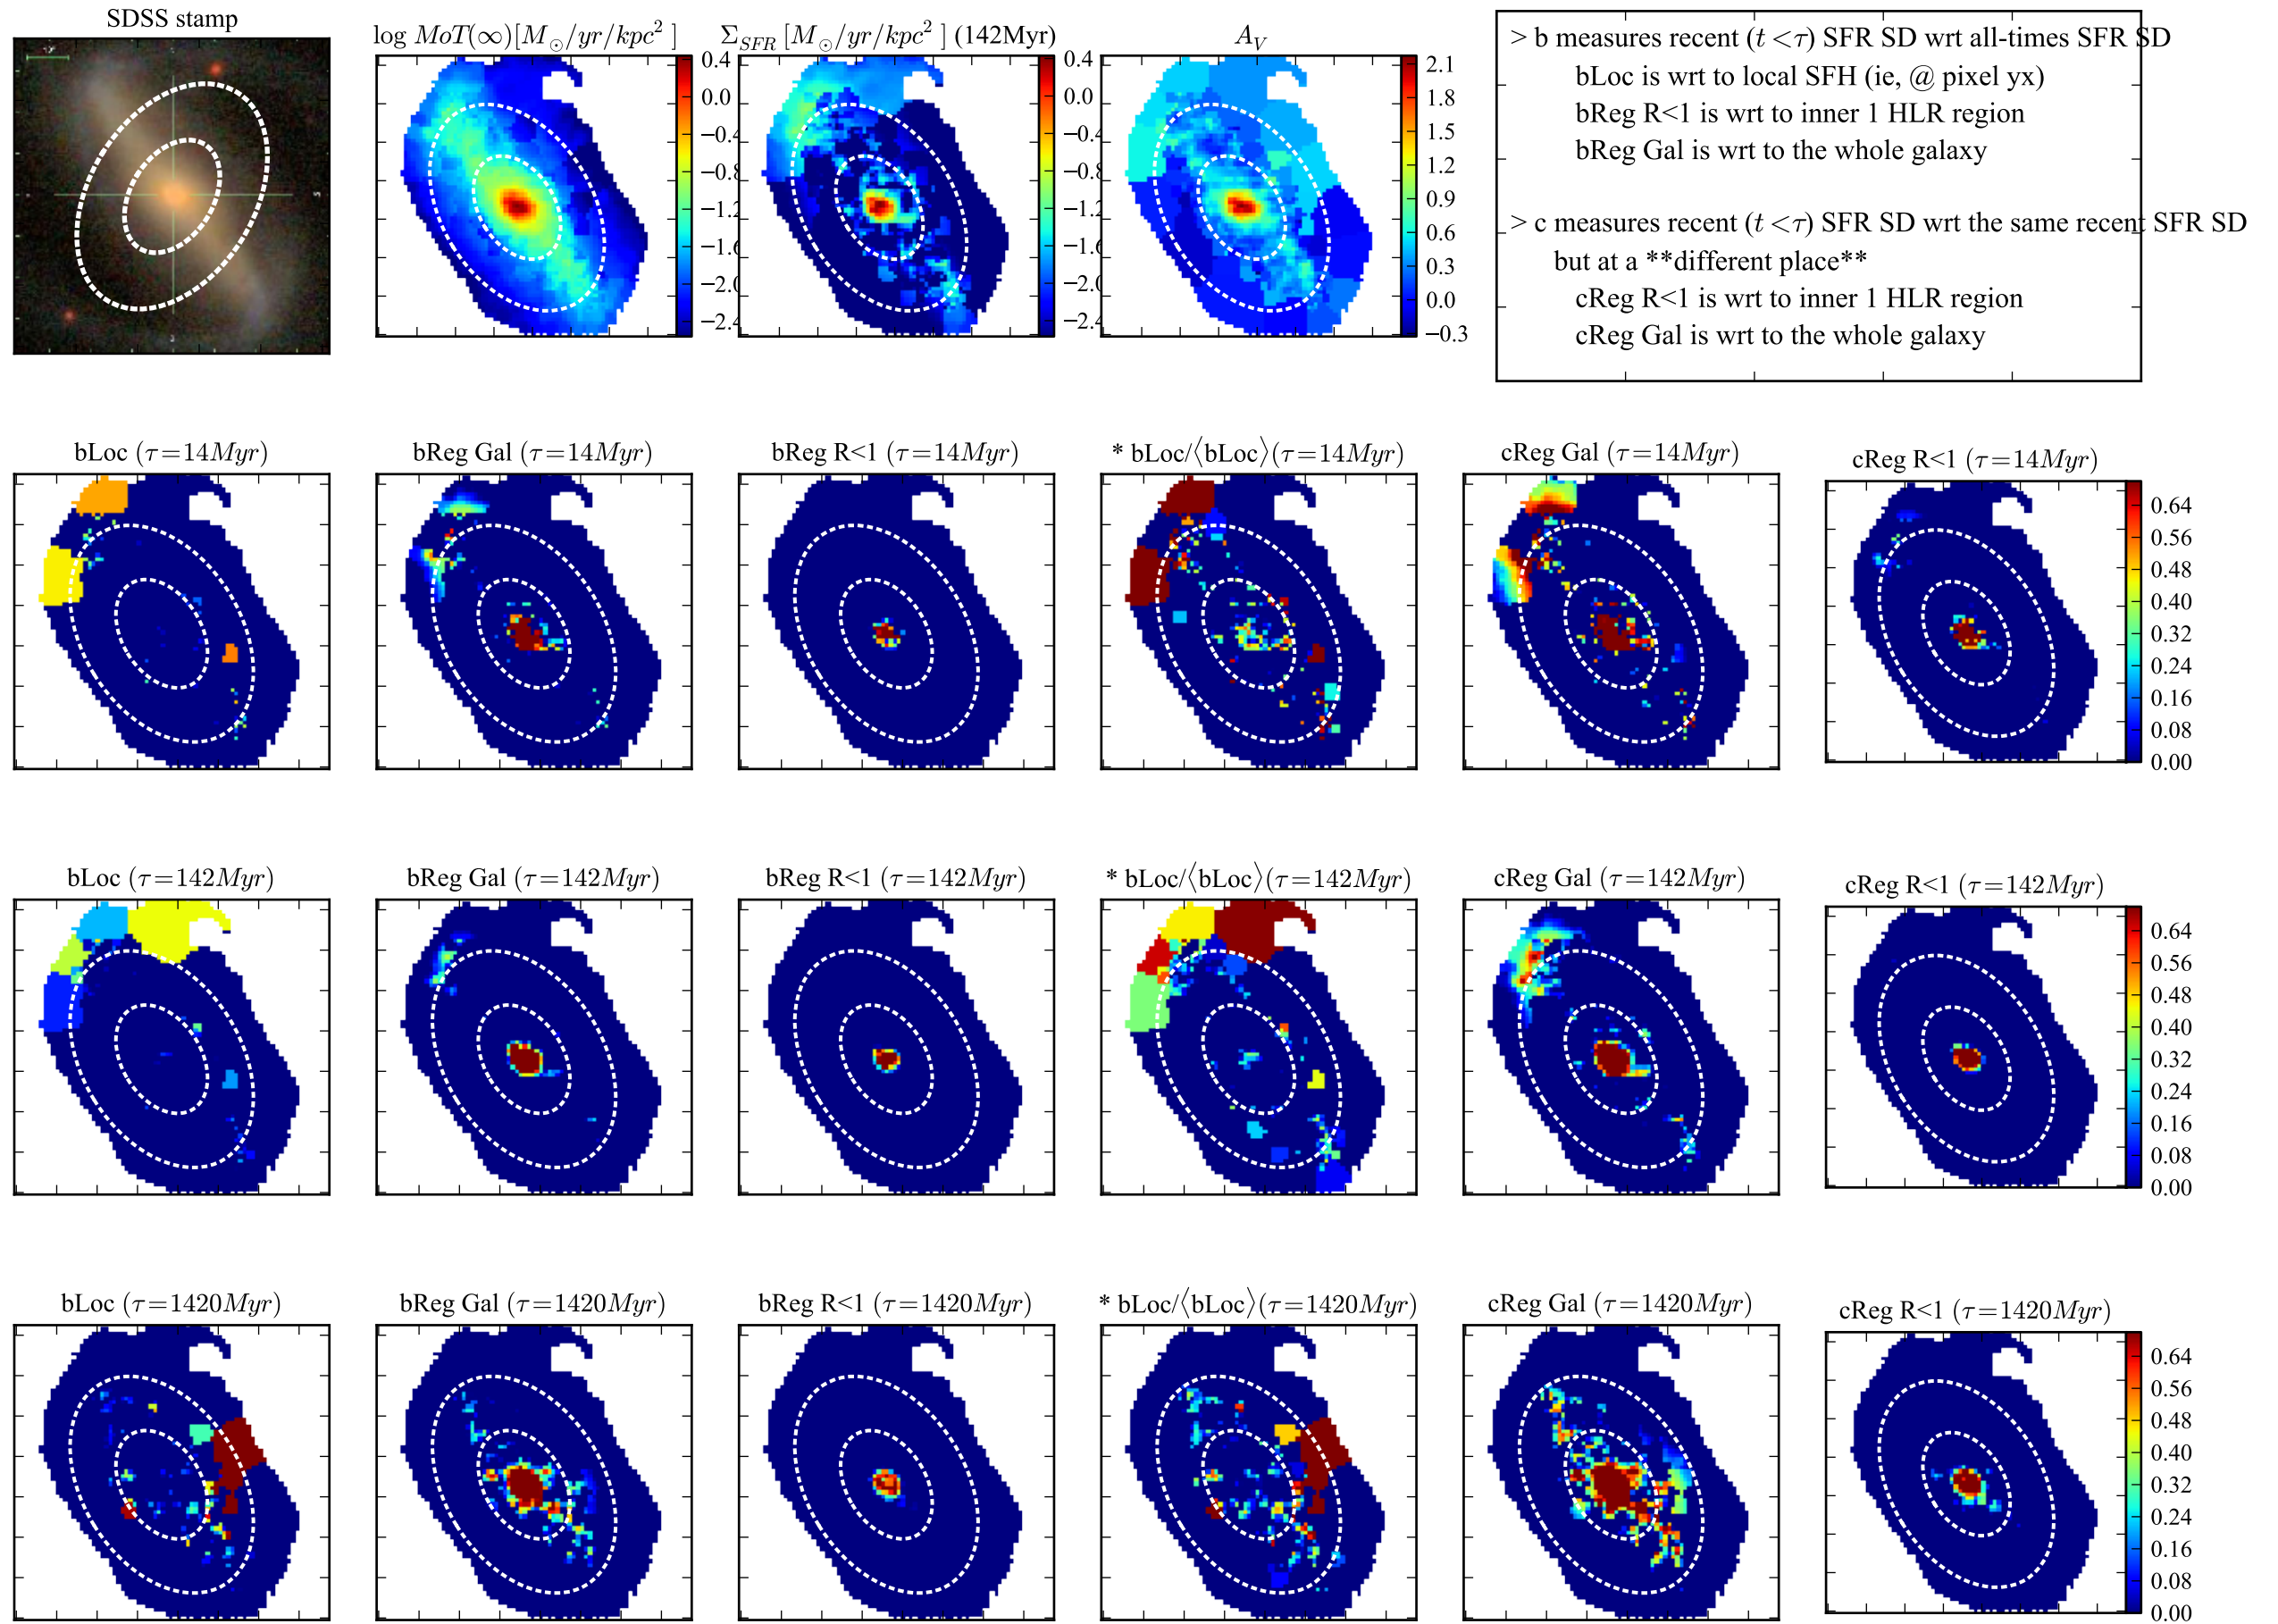 SDSS stamp
log MoT(∞)[M⊙/yr/kpc² ]
Σ_SFR [M⊙/yr/kpc² ] (142Myr)
A_V
0.4
0.0
−0.4
−0.8
−1.2
−1.6
−2.0
−2.4
0.4
0.0
−0.4
−0.8
−1.2
−1.6
−2.0
−2.4
2.1
1.8
1.5
1.2
0.9
0.6
0.3
0.0
−0.3
> b measures recent (t <τ) SFR SD wrt all-times SFR SD
bLoc is wrt to local SFH (ie, @ pixel yx)
bReg R<1 is wrt to inner 1 HLR region
bReg Gal is wrt to the whole galaxy
> c measures recent (t <τ) SFR SD wrt the same recent SFR SD
but at a **different place**
cReg R<1 is wrt to inner 1 HLR region
cReg Gal is wrt to the whole galaxy
bLoc (τ=14Myr)
bReg Gal (τ=14Myr)
bReg R<1 (τ=14Myr)
* bLoc/⟨bLoc⟩(τ=14Myr)
cReg Gal (τ=14Myr)
cReg R<1 (τ=14Myr)
0.64
0.56
0.48
0.40
0.32
0.24
0.16
0.08
0.00
bLoc (τ=142Myr)
bReg Gal (τ=142Myr)
bReg R<1 (τ=142Myr)
* bLoc/⟨bLoc⟩(τ=142Myr)
cReg Gal (τ=142Myr)
cReg R<1 (τ=142Myr)
0.64
0.56
0.48
0.40
0.32
0.24
0.16
0.08
0.00
bLoc (τ=1420Myr)
bReg Gal (τ=1420Myr)
bReg R<1 (τ=1420Myr)
* bLoc/⟨bLoc⟩(τ=1420Myr)
cReg Gal (τ=1420Myr)
cReg R<1 (τ=1420Myr)
0.64
0.56
0.48
0.40
0.32
0.24
0.16
0.08
0.00